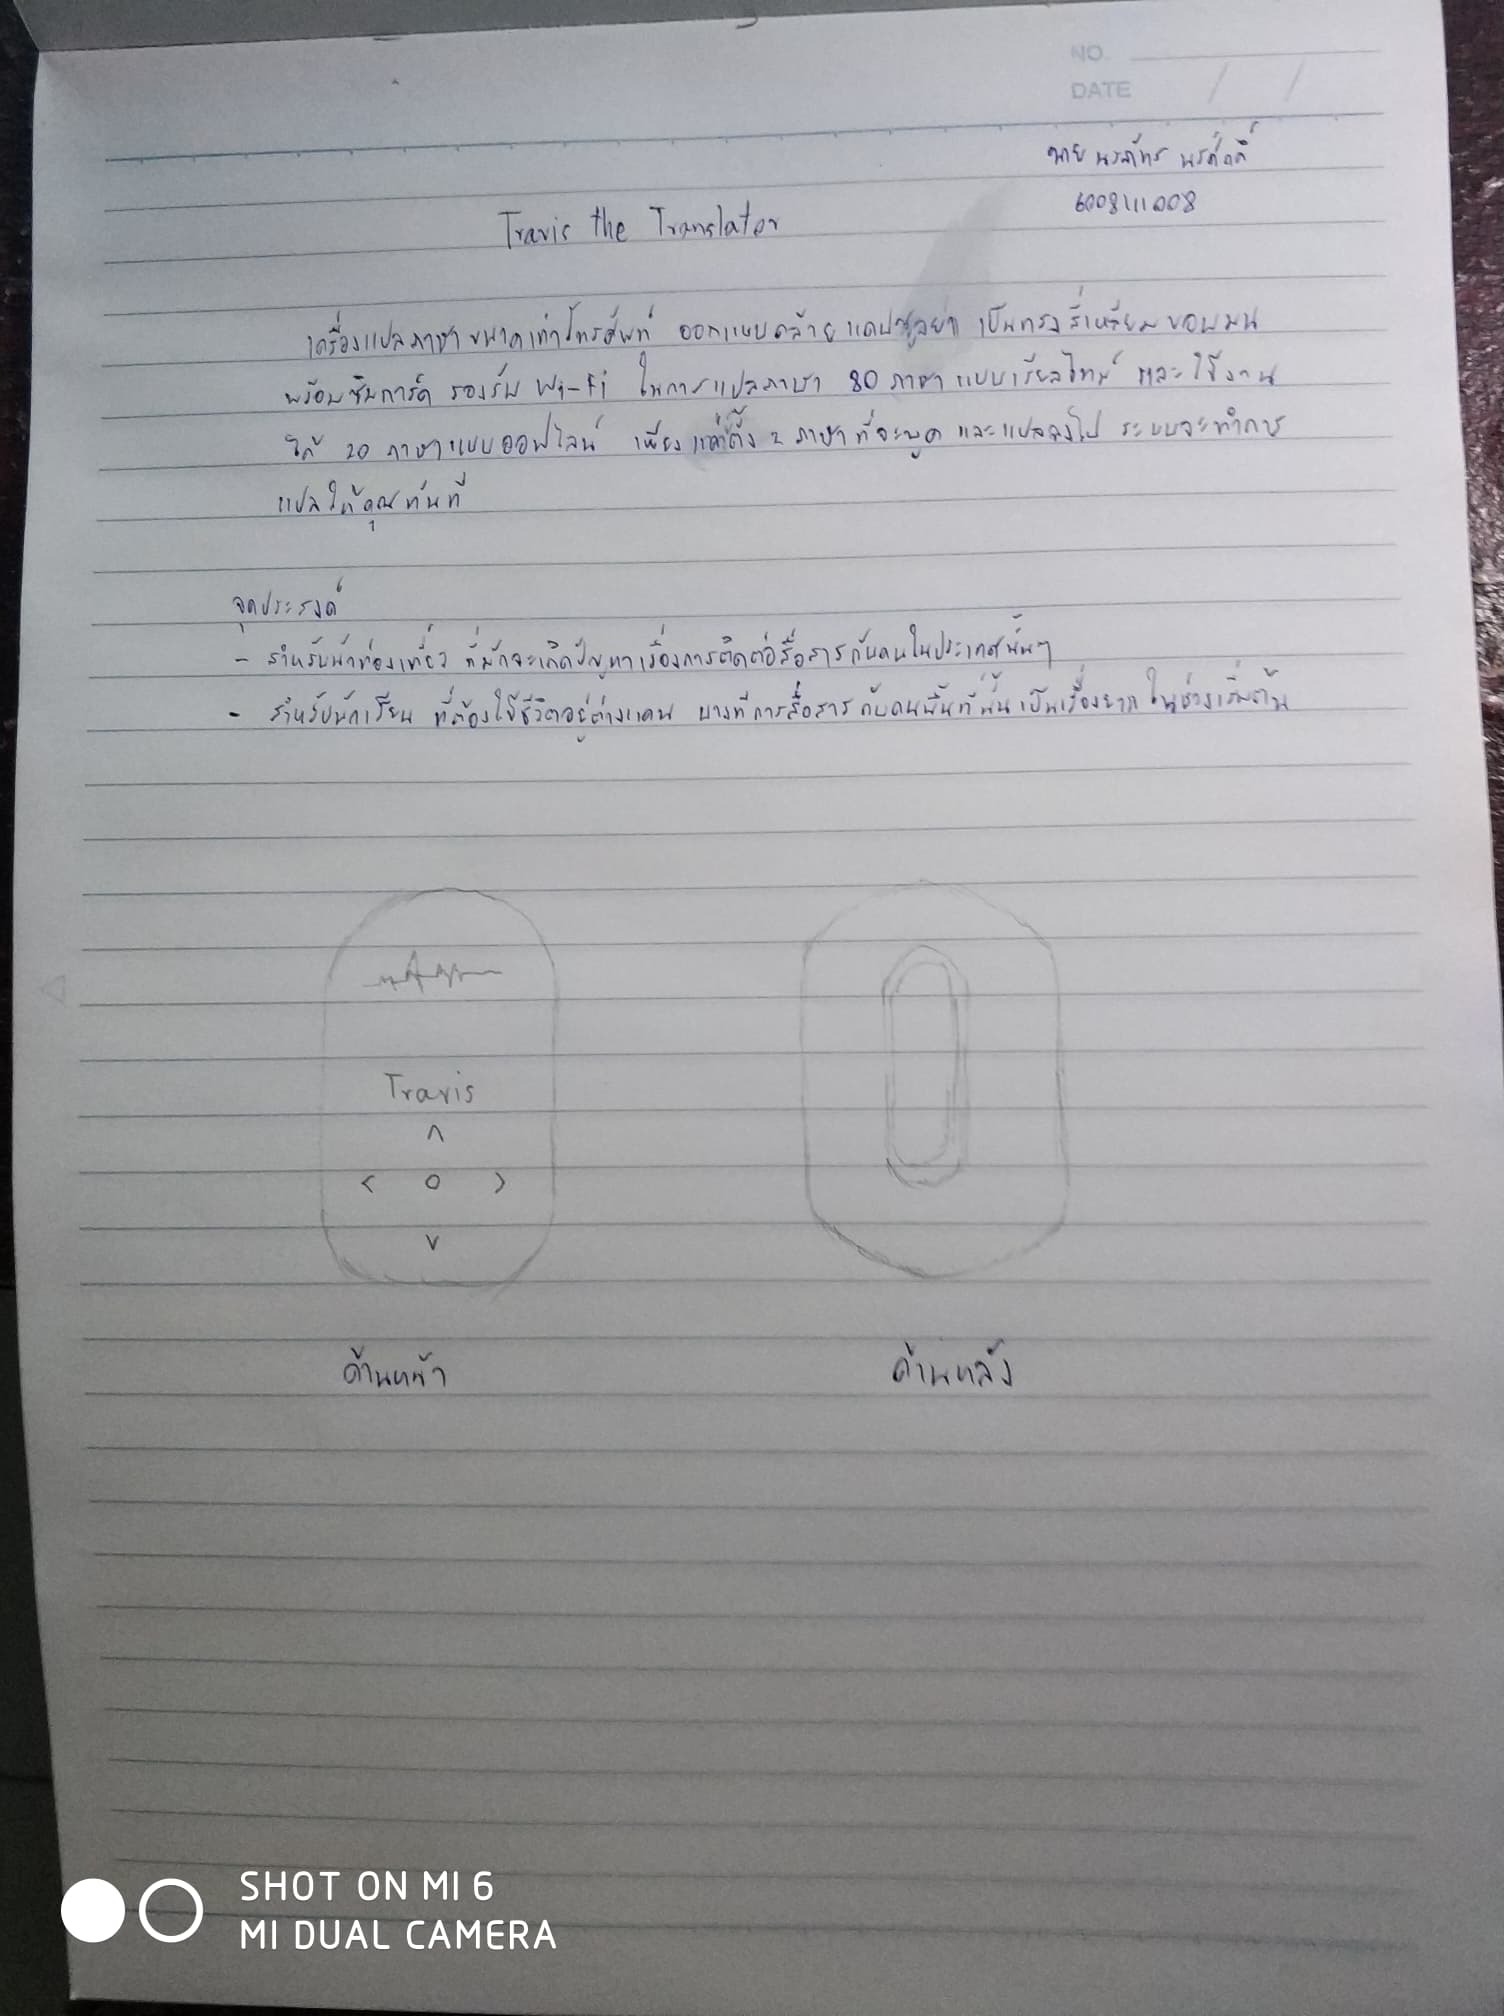 NO.
DATE / /
นาย นรภัทร นรศักดิ์
6008111008
Travis the Translator
เครื่องแปลภาษาขนาดเท่าโทรศัพท์ ออกแบบคล้ายแคปซูลยา เป็นทรงสี่เหลี่ยมขอบมน
พร้อมซิมการ์ด รองรับ Wi-Fi ในการแปลภาษา 80 ภาษาแบบเรียลไทม์ และใช้งาน
ได้ 20 ภาษาแบบออฟไลน์ เพียงแค่ตั้ง 2 ภาษาที่จะพูด และแปลลงไป ระบบจะทำการ
แปลให้คุณทันที
จุดประสงค์
- สำหรับนักท่องเที่ยว ที่มักจะเกิดปัญหาเรื่องการติดต่อสื่อสารกับคนในประเทศนั้นๆ
- สำหรับนักเรียน ที่ต้องใช้ชีวิตอยู่ต่างแดน บางทีการสื่อสารกับคนพื้นที่นั้นเป็นเรื่องยากในช่วงเริ่มต้น
Travis
ด้านหน้า
ด้านหลัง
SHOT ON MI 6
MI DUAL CAMERA